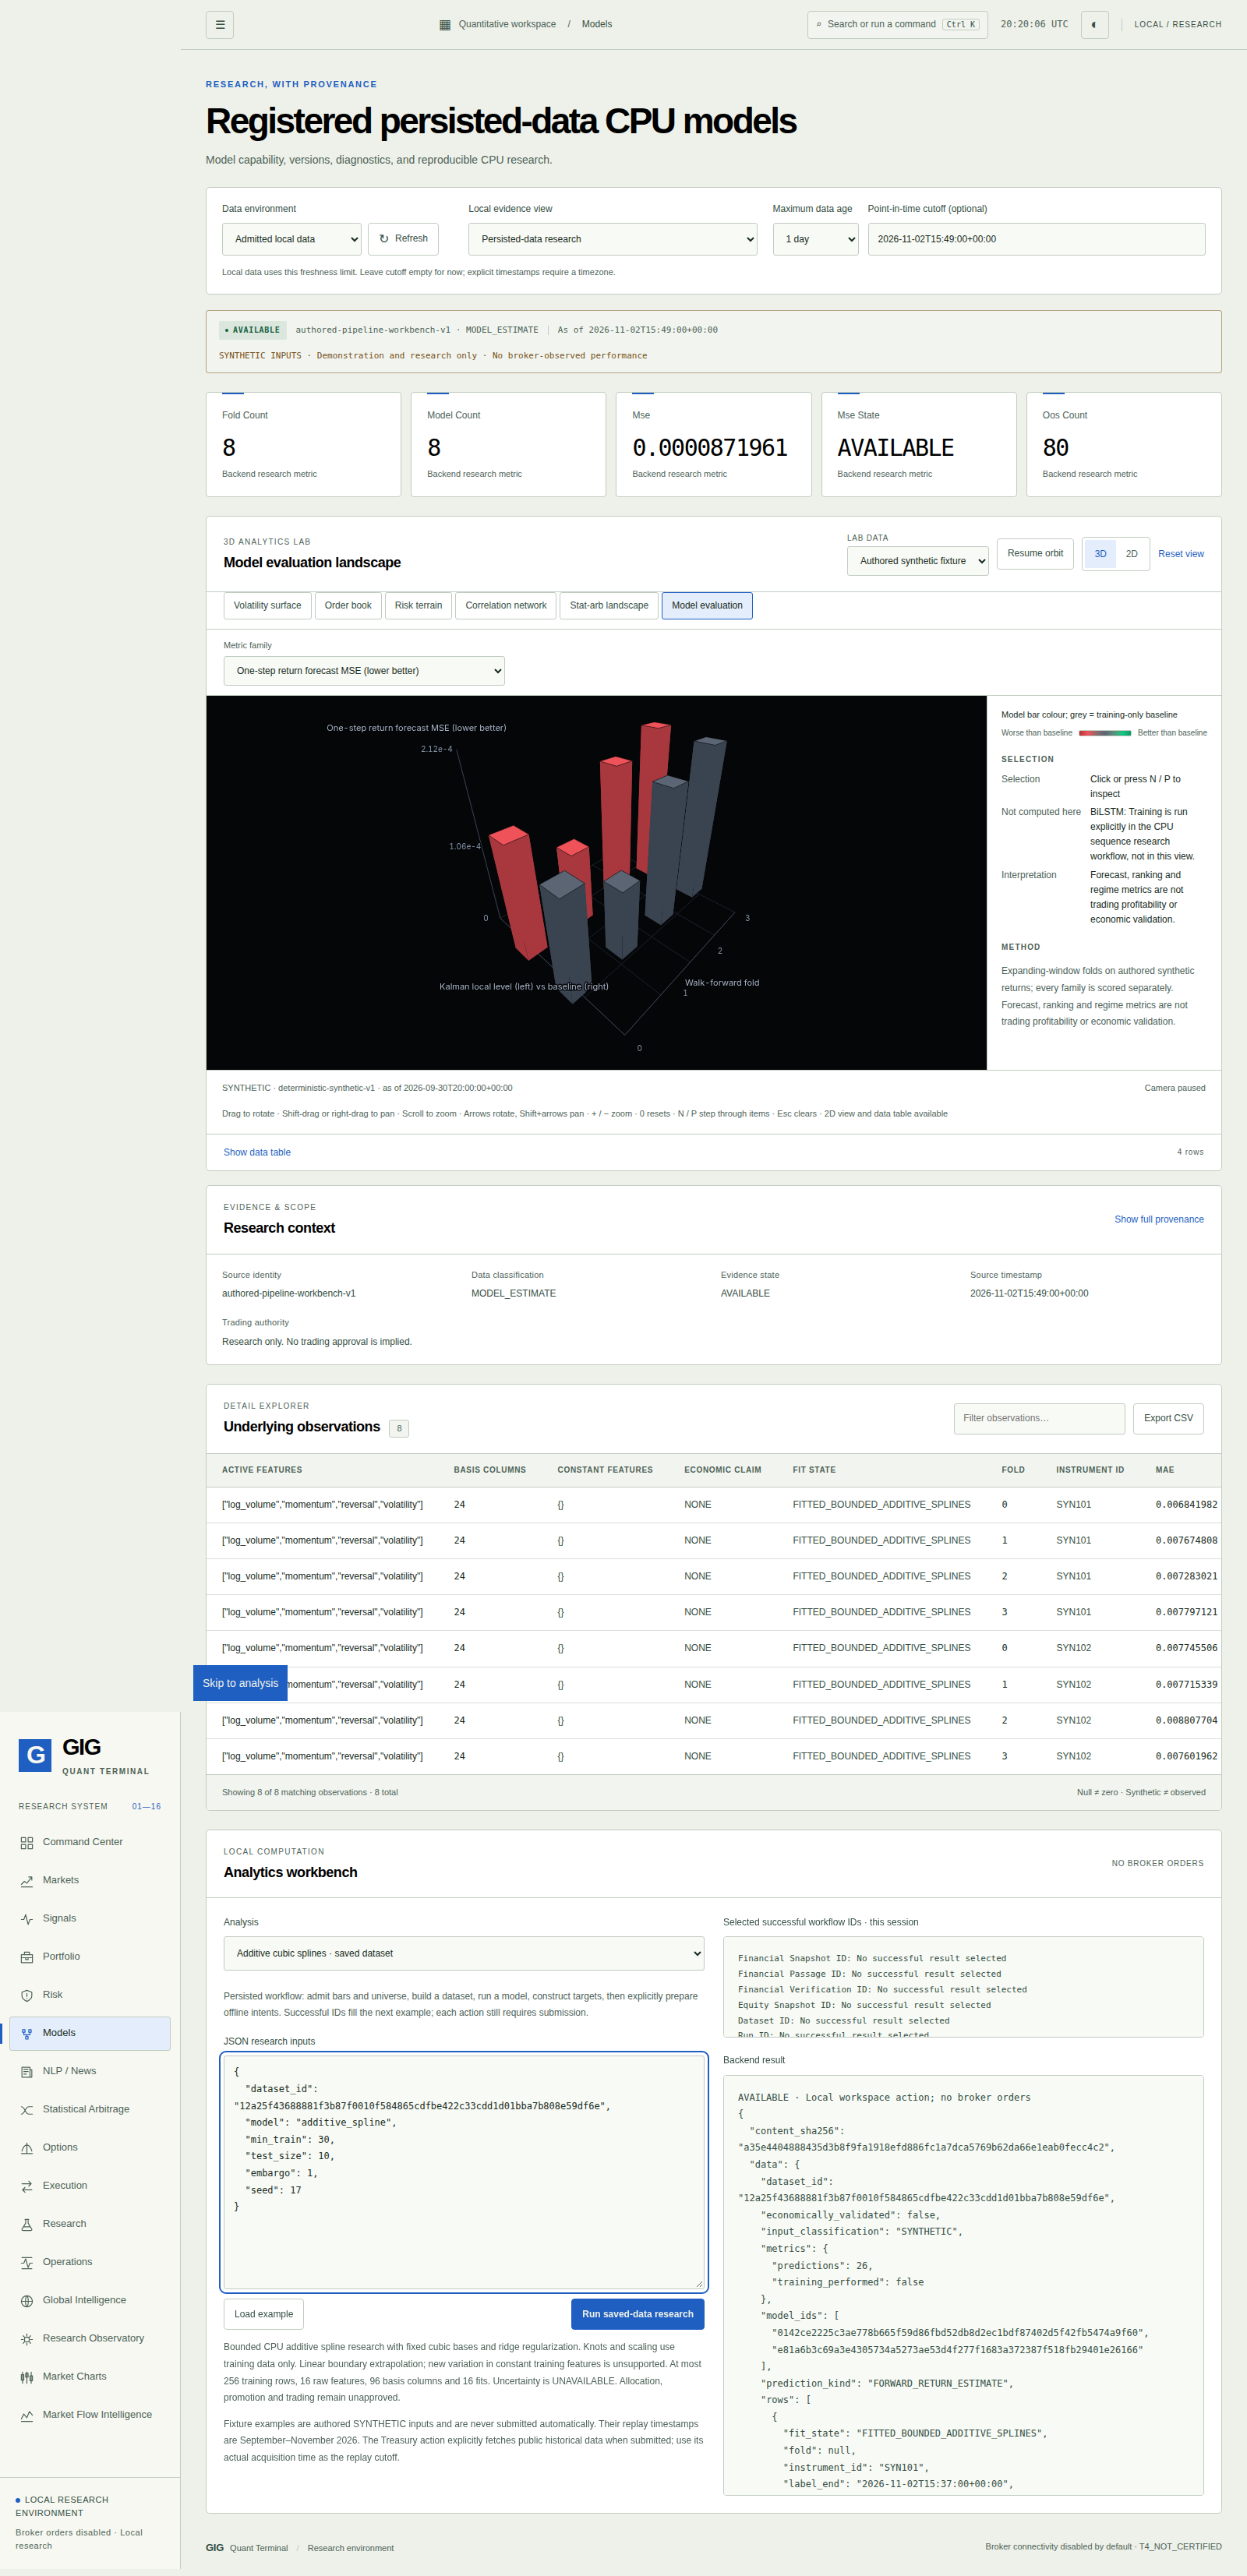 Quantitative workspace / Models
Search or run a command Ctrl K
20:20:06 UTC
LOCAL / RESEARCH
RESEARCH, WITH PROVENANCE
Registered persisted-data CPU models
Model capability, versions, diagnostics, and reproducible CPU research.
Data environment
Admitted local data
Refresh
Local evidence view
Persisted-data research
Maximum data age
1 day
Point-in-time cutoff (optional)
2026-11-02T15:49:00+00:00
Local data uses this freshness limit. Leave cutoff empty for now; explicit timestamps require a timezone.
AVAILABLE authored-pipeline-workbench-v1 · MODEL_ESTIMATE | As of 2026-11-02T15:49:00+00:00
SYNTHETIC INPUTS · Demonstration and research only · No broker-observed performance
Fold Count
8
Backend research metric
Model Count
8
Backend research metric
Mse
0.0000871961
Backend research metric
Mse State
AVAILABLE
Backend research metric
Oos Count
80
Backend research metric
3D ANALYTICS LAB
Model evaluation landscape
LAB DATA
Authored synthetic fixture
Resume orbit
3D 2D
Reset view
Volatility surface
Order book
Risk terrain
Correlation network
Stat-arb landscape
Model evaluation
Metric family
One-step return forecast MSE (lower better)
One-step return forecast MSE (lower better)
2.12e-4
1.06e-4
0
3
2
1
0
Kalman local level (left) vs baseline (right)
Walk-forward fold
Model bar colour; grey = training-only baseline
Worse than baseline Better than baseline
SELECTION
Selection Click or press N / P to
inspect
Not computed here BiLSTM: Training is run
explicitly in the CPU
sequence research
workflow, not in this view.
Interpretation Forecast, ranking and
regime metrics are not
trading profitability or
economic validation.
METHOD
Expanding-window folds on authored synthetic
returns; every family is scored separately.
Forecast, ranking and regime metrics are not
trading profitability or economic validation.
SYNTHETIC · deterministic-synthetic-v1 · as of 2026-09-30T20:00:00+00:00
Camera paused
Drag to rotate · Shift-drag or right-drag to pan · Scroll to zoom · Arrows rotate, Shift+arrows pan · + / − zoom · 0 resets · N / P step through items · Esc clears · 2D view and data table available
Show data table
4 rows
EVIDENCE & SCOPE
Research context
Show full provenance
Source identity
authored-pipeline-workbench-v1
Data classification
MODEL_ESTIMATE
Evidence state
AVAILABLE
Source timestamp
2026-11-02T15:49:00+00:00
Trading authority
Research only. No trading approval is implied.
DETAIL EXPLORER
Underlying observations 8
Filter observations…
Export CSV
ACTIVE FEATURES BASIS COLUMNS CONSTANT FEATURES ECONOMIC CLAIM FIT STATE FOLD INSTRUMENT ID MAE
["log_volume","momentum","reversal","volatility"] 24 {} NONE FITTED_BOUNDED_ADDITIVE_SPLINES 0 SYN101 0.006841982
["log_volume","momentum","reversal","volatility"] 24 {} NONE FITTED_BOUNDED_ADDITIVE_SPLINES 1 SYN101 0.007674808
["log_volume","momentum","reversal","volatility"] 24 {} NONE FITTED_BOUNDED_ADDITIVE_SPLINES 2 SYN101 0.007283021
["log_volume","momentum","reversal","volatility"] 24 {} NONE FITTED_BOUNDED_ADDITIVE_SPLINES 3 SYN101 0.007797121
["log_volume","momentum","reversal","volatility"] 24 {} NONE FITTED_BOUNDED_ADDITIVE_SPLINES 0 SYN102 0.007745506
Skip to analysis
momentum","reversal","volatility"] 24 {} NONE FITTED_BOUNDED_ADDITIVE_SPLINES 1 SYN102 0.007715339
["log_volume","momentum","reversal","volatility"] 24 {} NONE FITTED_BOUNDED_ADDITIVE_SPLINES 2 SYN102 0.008807704
["log_volume","momentum","reversal","volatility"] 24 {} NONE FITTED_BOUNDED_ADDITIVE_SPLINES 3 SYN102 0.007601962
Showing 8 of 8 matching observations · 8 total
Null ≠ zero · Synthetic ≠ observed
G GIG
QUANT TERMINAL
RESEARCH SYSTEM 01—16
Command Center
Markets
Signals
Portfolio
Risk
Models
NLP / News
Statistical Arbitrage
Options
Execution
Research
Operations
Global Intelligence
Research Observatory
Market Charts
Market Flow Intelligence
LOCAL RESEARCH
ENVIRONMENT
Broker orders disabled · Local
research
LOCAL COMPUTATION
Analytics workbench
NO BROKER ORDERS
Analysis
Additive cubic splines · saved dataset
Persisted workflow: admit bars and universe, build a dataset, run a model, construct targets, then explicitly prepare
offline intents. Successful IDs fill the next example; each action still requires submission.
JSON research inputs
{
"dataset_id":
"12a25f43688881f3b87f0010f584865cdfbe422c33cdd1d01bba7b808e59df6e",
"model": "additive_spline",
"min_train": 30,
"test_size": 10,
"embargo": 1,
"seed": 17
}
Load example
Run saved-data research
Bounded CPU additive spline research with fixed cubic bases and ridge regularization. Knots and scaling use
training data only. Linear boundary extrapolation; new variation in constant training features is unsupported. At most
256 training rows, 16 raw features, 96 basis columns and 16 fits. Uncertainty is UNAVAILABLE. Allocation,
promotion and trading remain unapproved.
Fixture examples are authored SYNTHETIC inputs and are never submitted automatically. Their replay timestamps
are September–November 2026. The Treasury action explicitly fetches public historical data when submitted; use its
actual acquisition time as the replay cutoff.
Selected successful workflow IDs · this session
Financial Snapshot ID: No successful result selected
Financial Passage ID: No successful result selected
Financial Verification ID: No successful result selected
Equity Snapshot ID: No successful result selected
Dataset ID: No successful result selected
Run ID: No successful result selected
Backend result
AVAILABLE · Local workspace action; no broker orders
{
"content_sha256":
"a35e4404888435d3b8f9fa1918efd886fc1a7dca5769b62da66e1eab0fecc4c2",
"data": {
"dataset_id":
"12a25f43688881f3b87f0010f584865cdfbe422c33cdd1d01bba7b808e59df6e",
"economically_validated": false,
"input_classification": "SYNTHETIC",
"metrics": {
"predictions": 26,
"training_performed": false
},
"model_ids": [
"0142ce2225c3ae778b665f59d86fbd52db8d2ec1bdf87402d5f42fb5474a9f60",
"e81a6b3c69a3e4305734a5273ae53d4f277f1683a372387f518fb29401e26166"
],
"prediction_kind": "FORWARD_RETURN_ESTIMATE",
"rows": [
{
"fit_state": "FITTED_BOUNDED_ADDITIVE_SPLINES",
"fold": null,
"instrument_id": "SYN101",
"label_end": "2026-11-02T15:37:00+00:00",
GIG Quant Terminal / Research environment
Broker connectivity disabled by default · T4_NOT_CERTIFIED